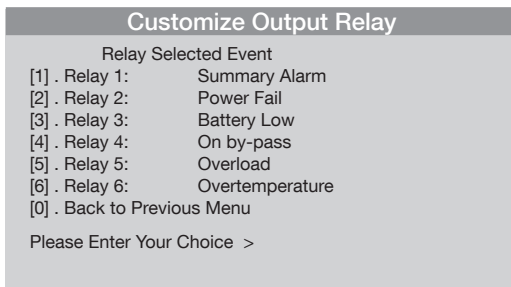 Customize Output Relay
Relay Selected Event
[1] . Relay 1: Summary Alarm
[2] . Relay 2: Power Fail
[3] . Relay 3: Battery Low
[4] . Relay 4: On by-pass
[5] . Relay 5: Overload
[6] . Relay 6: Overtemperature
[0] . Back to Previous Menu
Please Enter Your Choice >